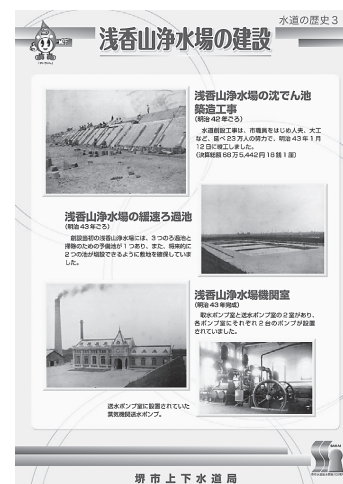 水道の歴史3
浅香山浄水場の建設
浅香山浄水場の沈でん池
築造工事
(明治42年ごろ)
水道創設工事は、市職員をはじめ人夫、大工
など、延べ23万人の努力で、明治43年1月
12日に竣工しました。
(決算総額68万5,442円18銭1厘)
浅香山浄水場の緩速ろ過池
(明治43年ごろ)
創設当初の浅香山浄水場には、3つのろ過池と
掃除のための予備池が1つあり、また、将来的に
2つの池が増設できるように敷地を確保していま
した。
浅香山浄水場機関室
(明治43年完成)
取水ポンプ室と送水ポンプ室の2室があり、
各ポンプ室にそれぞれ2台のポンプが設置
されていました。
送水ポンプ室に設置されていた
蒸気機関送水ポンプ。
SAKAI
堺市上下水道局